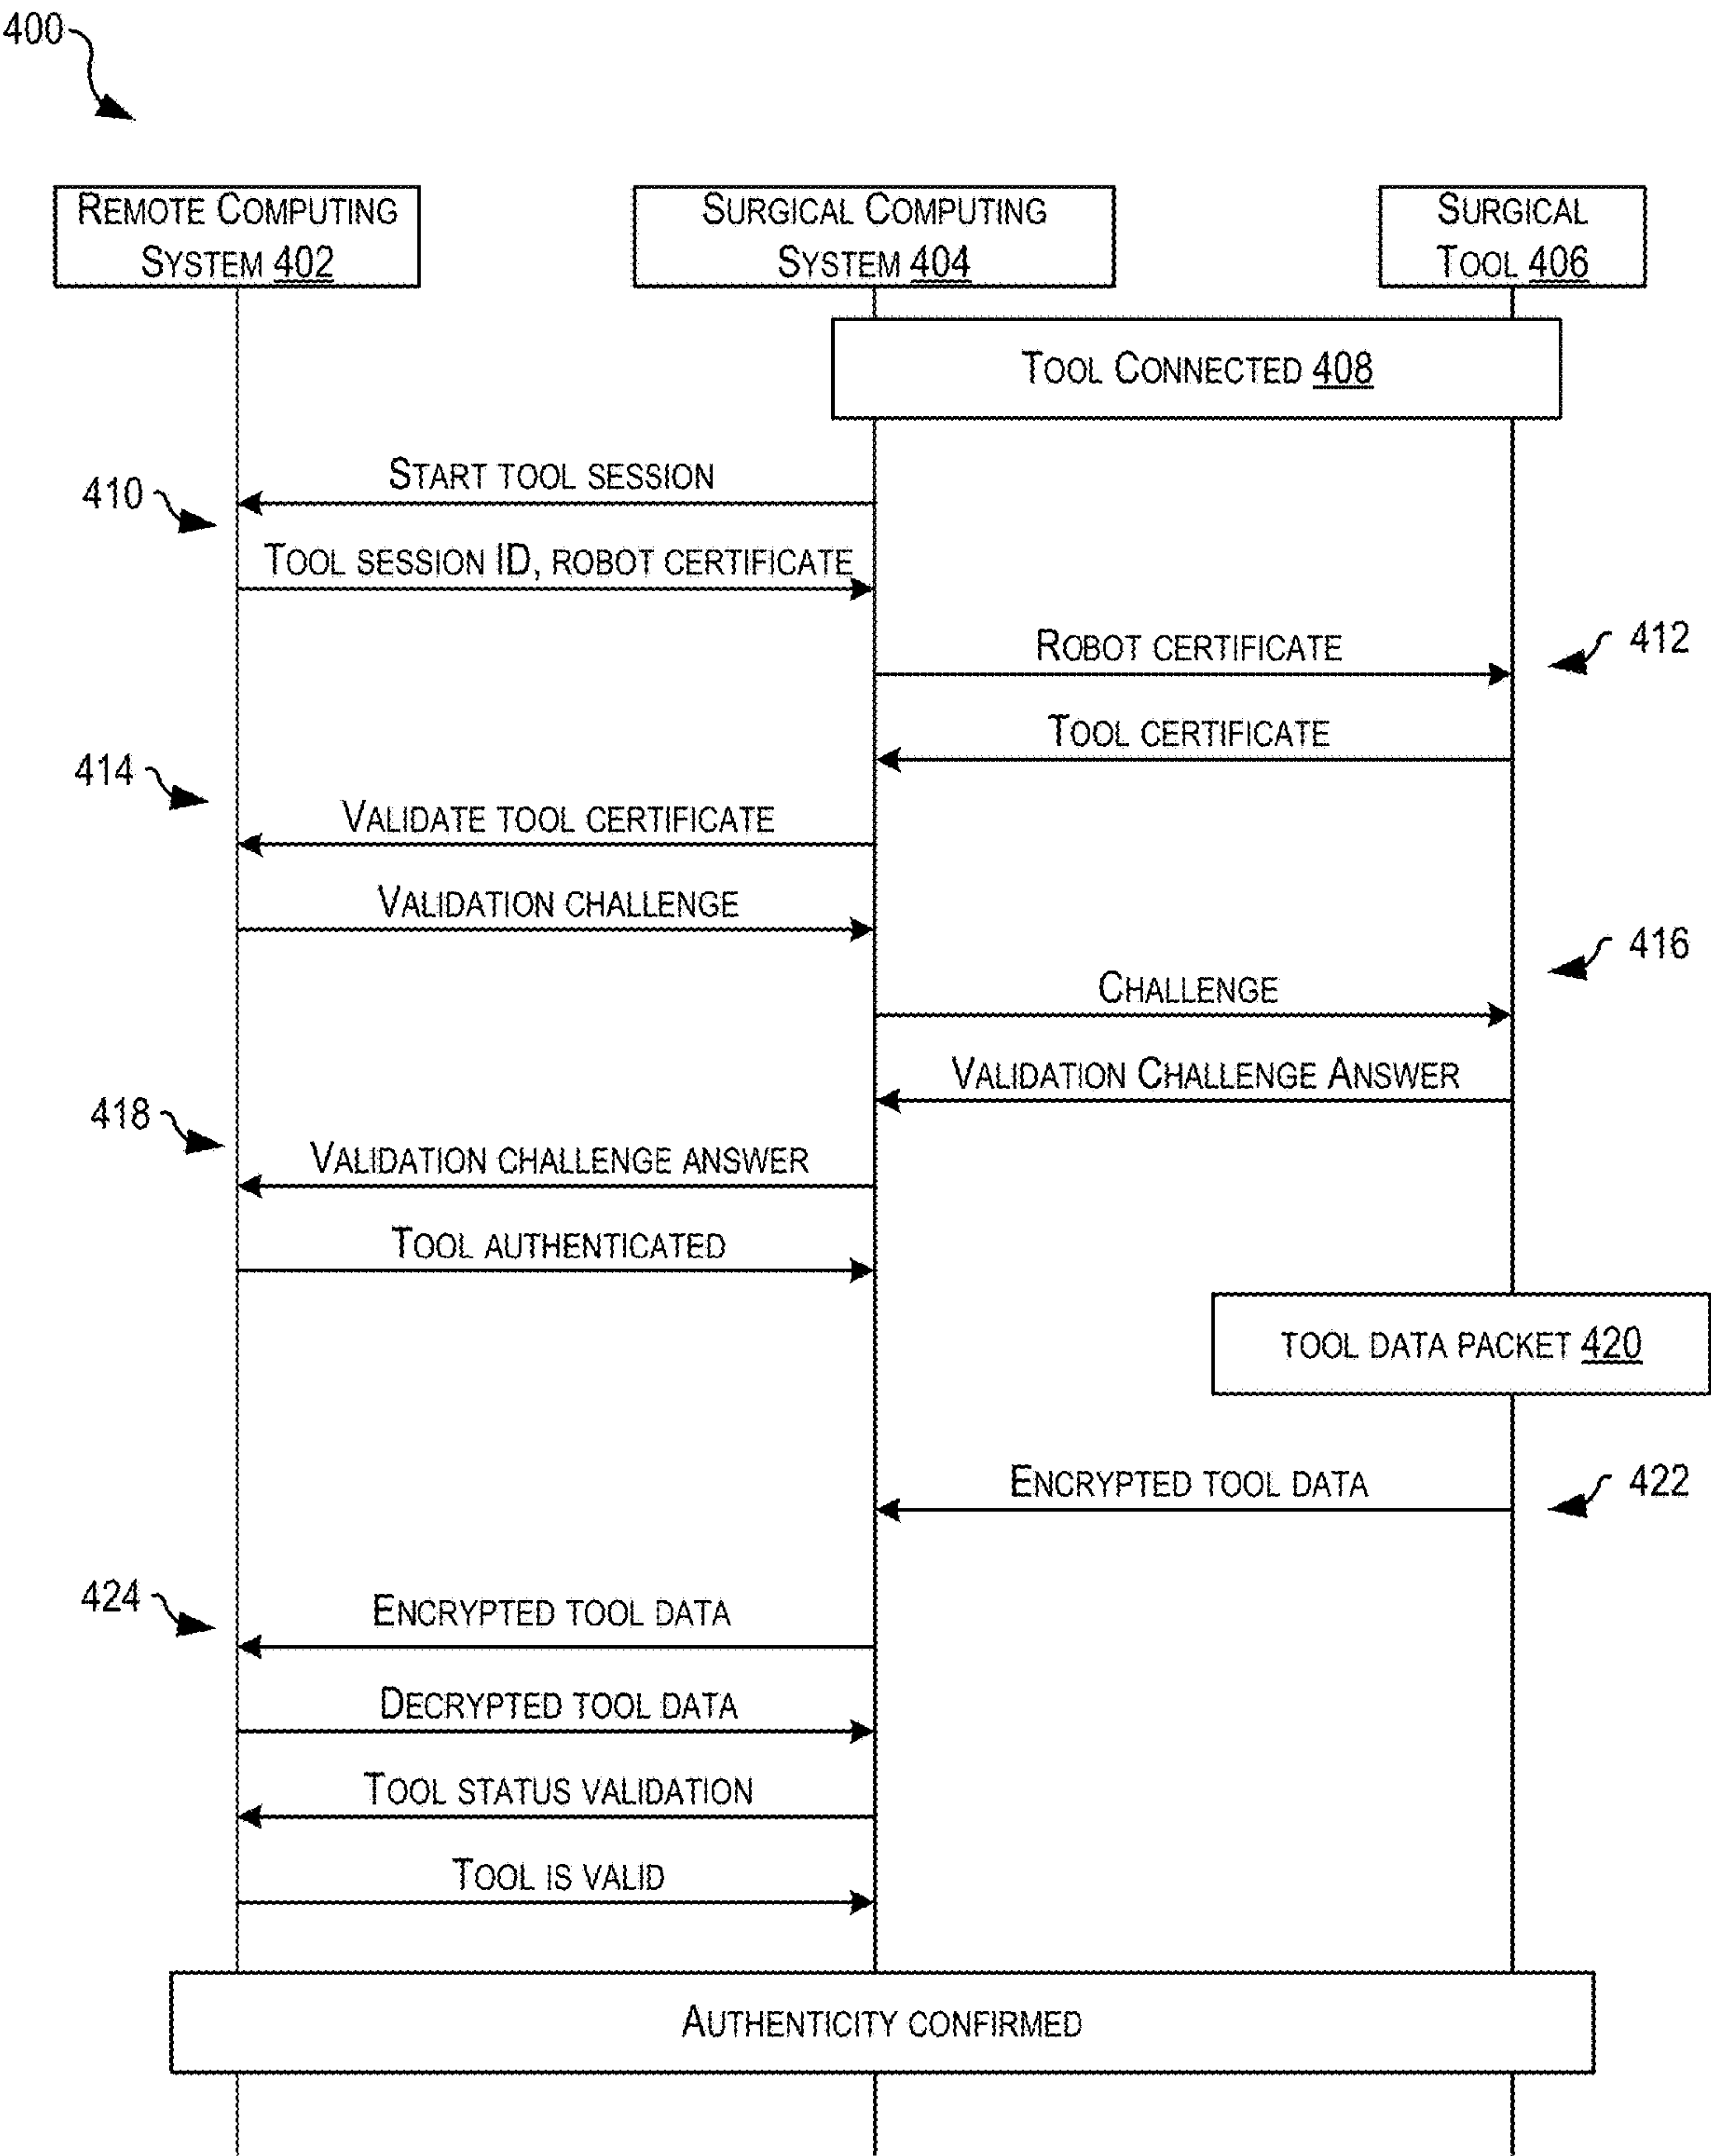 400
REMOTE COMPUTING
SYSTEM 402
SURGICAL COMPUTING
SYSTEM 404
SURGICAL
TOOL 406
TOOL CONNECTED 408
START TOOL SESSION
410
TOOL SESSION ID, ROBOT CERTIFICATE
ROBOT CERTIFICATE
412
TOOL CERTIFICATE
414
VALIDATE TOOL CERTIFICATE
VALIDATION CHALLENGE
416
CHALLENGE
VALIDATION CHALLENGE ANSWER
418
VALIDATION CHALLENGE ANSWER
TOOL AUTHENTICATED
TOOL DATA PACKET 420
ENCRYPTED TOOL DATA
422
424
ENCRYPTED TOOL DATA
DECRYPTED TOOL DATA
TOOL STATUS VALIDATION
TOOL IS VALID
AUTHENTICITY CONFIRMED